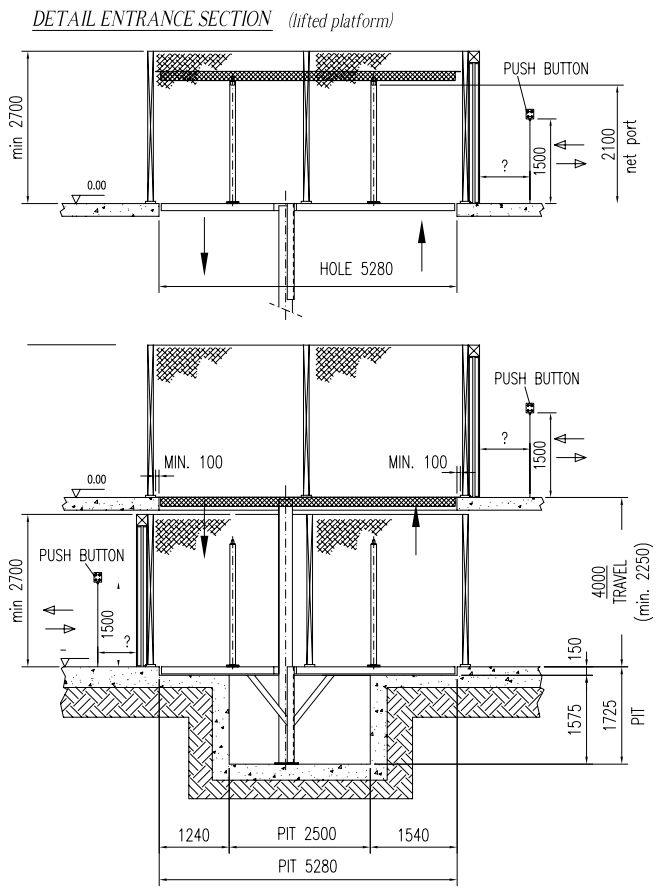 DETAIL ENTRANCE SECTION (lifted platform)
PUSH BUTTON
min 2700
0.00
?
1500
2100
net port
HOLE 5280
PUSH BUTTON
MIN. 100
MIN. 100
?
1500
0.00
min 2700
PUSH BUTTON
1500
?
4000
TRAVEL
(min. 2250)
150
1575
1725
PIT
1240
PIT 2500
1540
PIT 5280